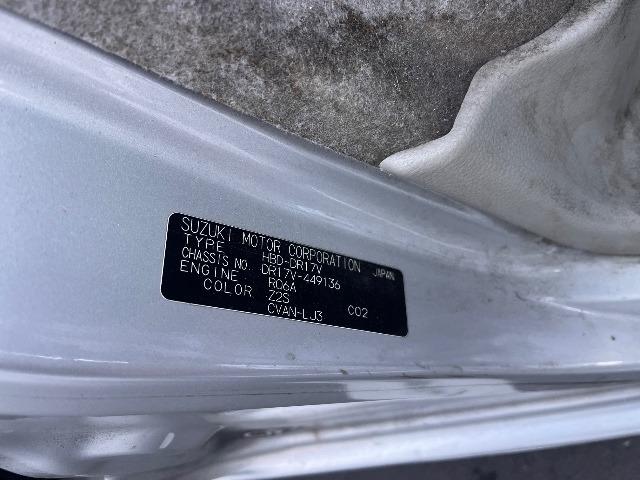 SUZUKI MOTOR CORPORATION JAPAN
TYPE HBD-DR17V
CHASSIS NO. DR17V-449136
ENGINE R06A
COLOR Z2S C02
CVAN-LJ3